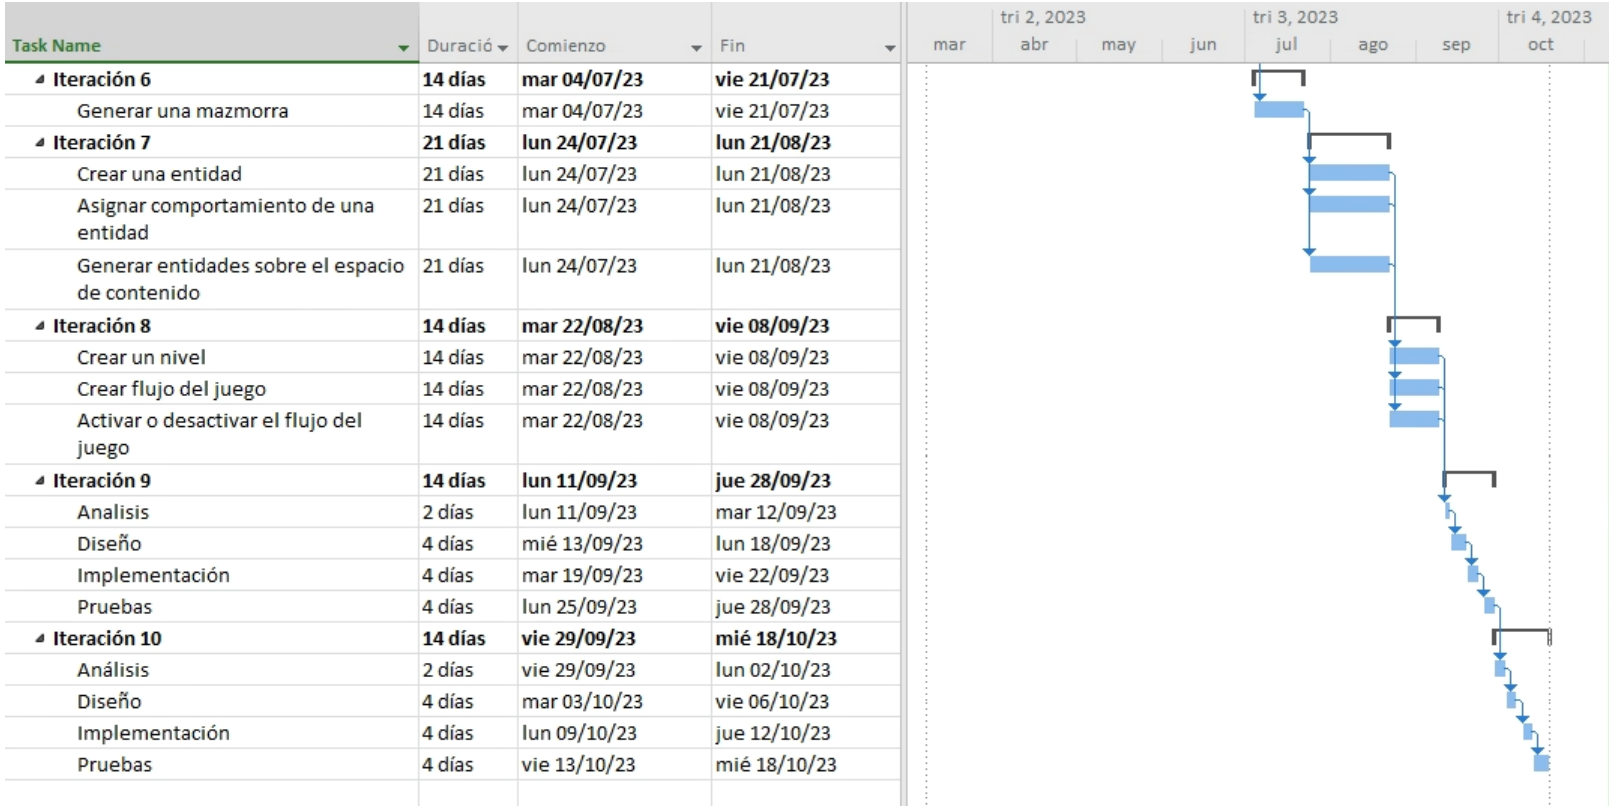 tri 2, 2023 tri 3, 2023 tri 4, 2023
Task Name Duració Comienzo Fin mar abr may jun jul ago sep oct
Iteración 6 14 días mar 04/07/23 vie 21/07/23
Generar una mazmorra 14 días mar 04/07/23 vie 21/07/23
Iteración 7 21 días lun 24/07/23 lun 21/08/23
Crear una entidad 21 días lun 24/07/23 lun 21/08/23
Asignar comportamiento de una 21 días lun 24/07/23 lun 21/08/23
entidad
Generar entidades sobre el espacio 21 días lun 24/07/23 lun 21/08/23
de contenido
Iteración 8 14 días mar 22/08/23 vie 08/09/23
Crear un nivel 14 días mar 22/08/23 vie 08/09/23
Crear flujo del juego 14 días mar 22/08/23 vie 08/09/23
Activar o desactivar el flujo del 14 días mar 22/08/23 vie 08/09/23
juego
Iteración 9 14 días lun 11/09/23 jue 28/09/23
Analisis 2 días lun 11/09/23 mar 12/09/23
Diseño 4 días mié 13/09/23 lun 18/09/23
Implementación 4 días mar 19/09/23 vie 22/09/23
Pruebas 4 días lun 25/09/23 jue 28/09/23
Iteración 10 14 días vie 29/09/23 mié 18/10/23
Análisis 2 días vie 29/09/23 lun 02/10/23
Diseño 4 días mar 03/10/23 vie 06/10/23
Implementación 4 días lun 09/10/23 jue 12/10/23
Pruebas 4 días vie 13/10/23 mié 18/10/23